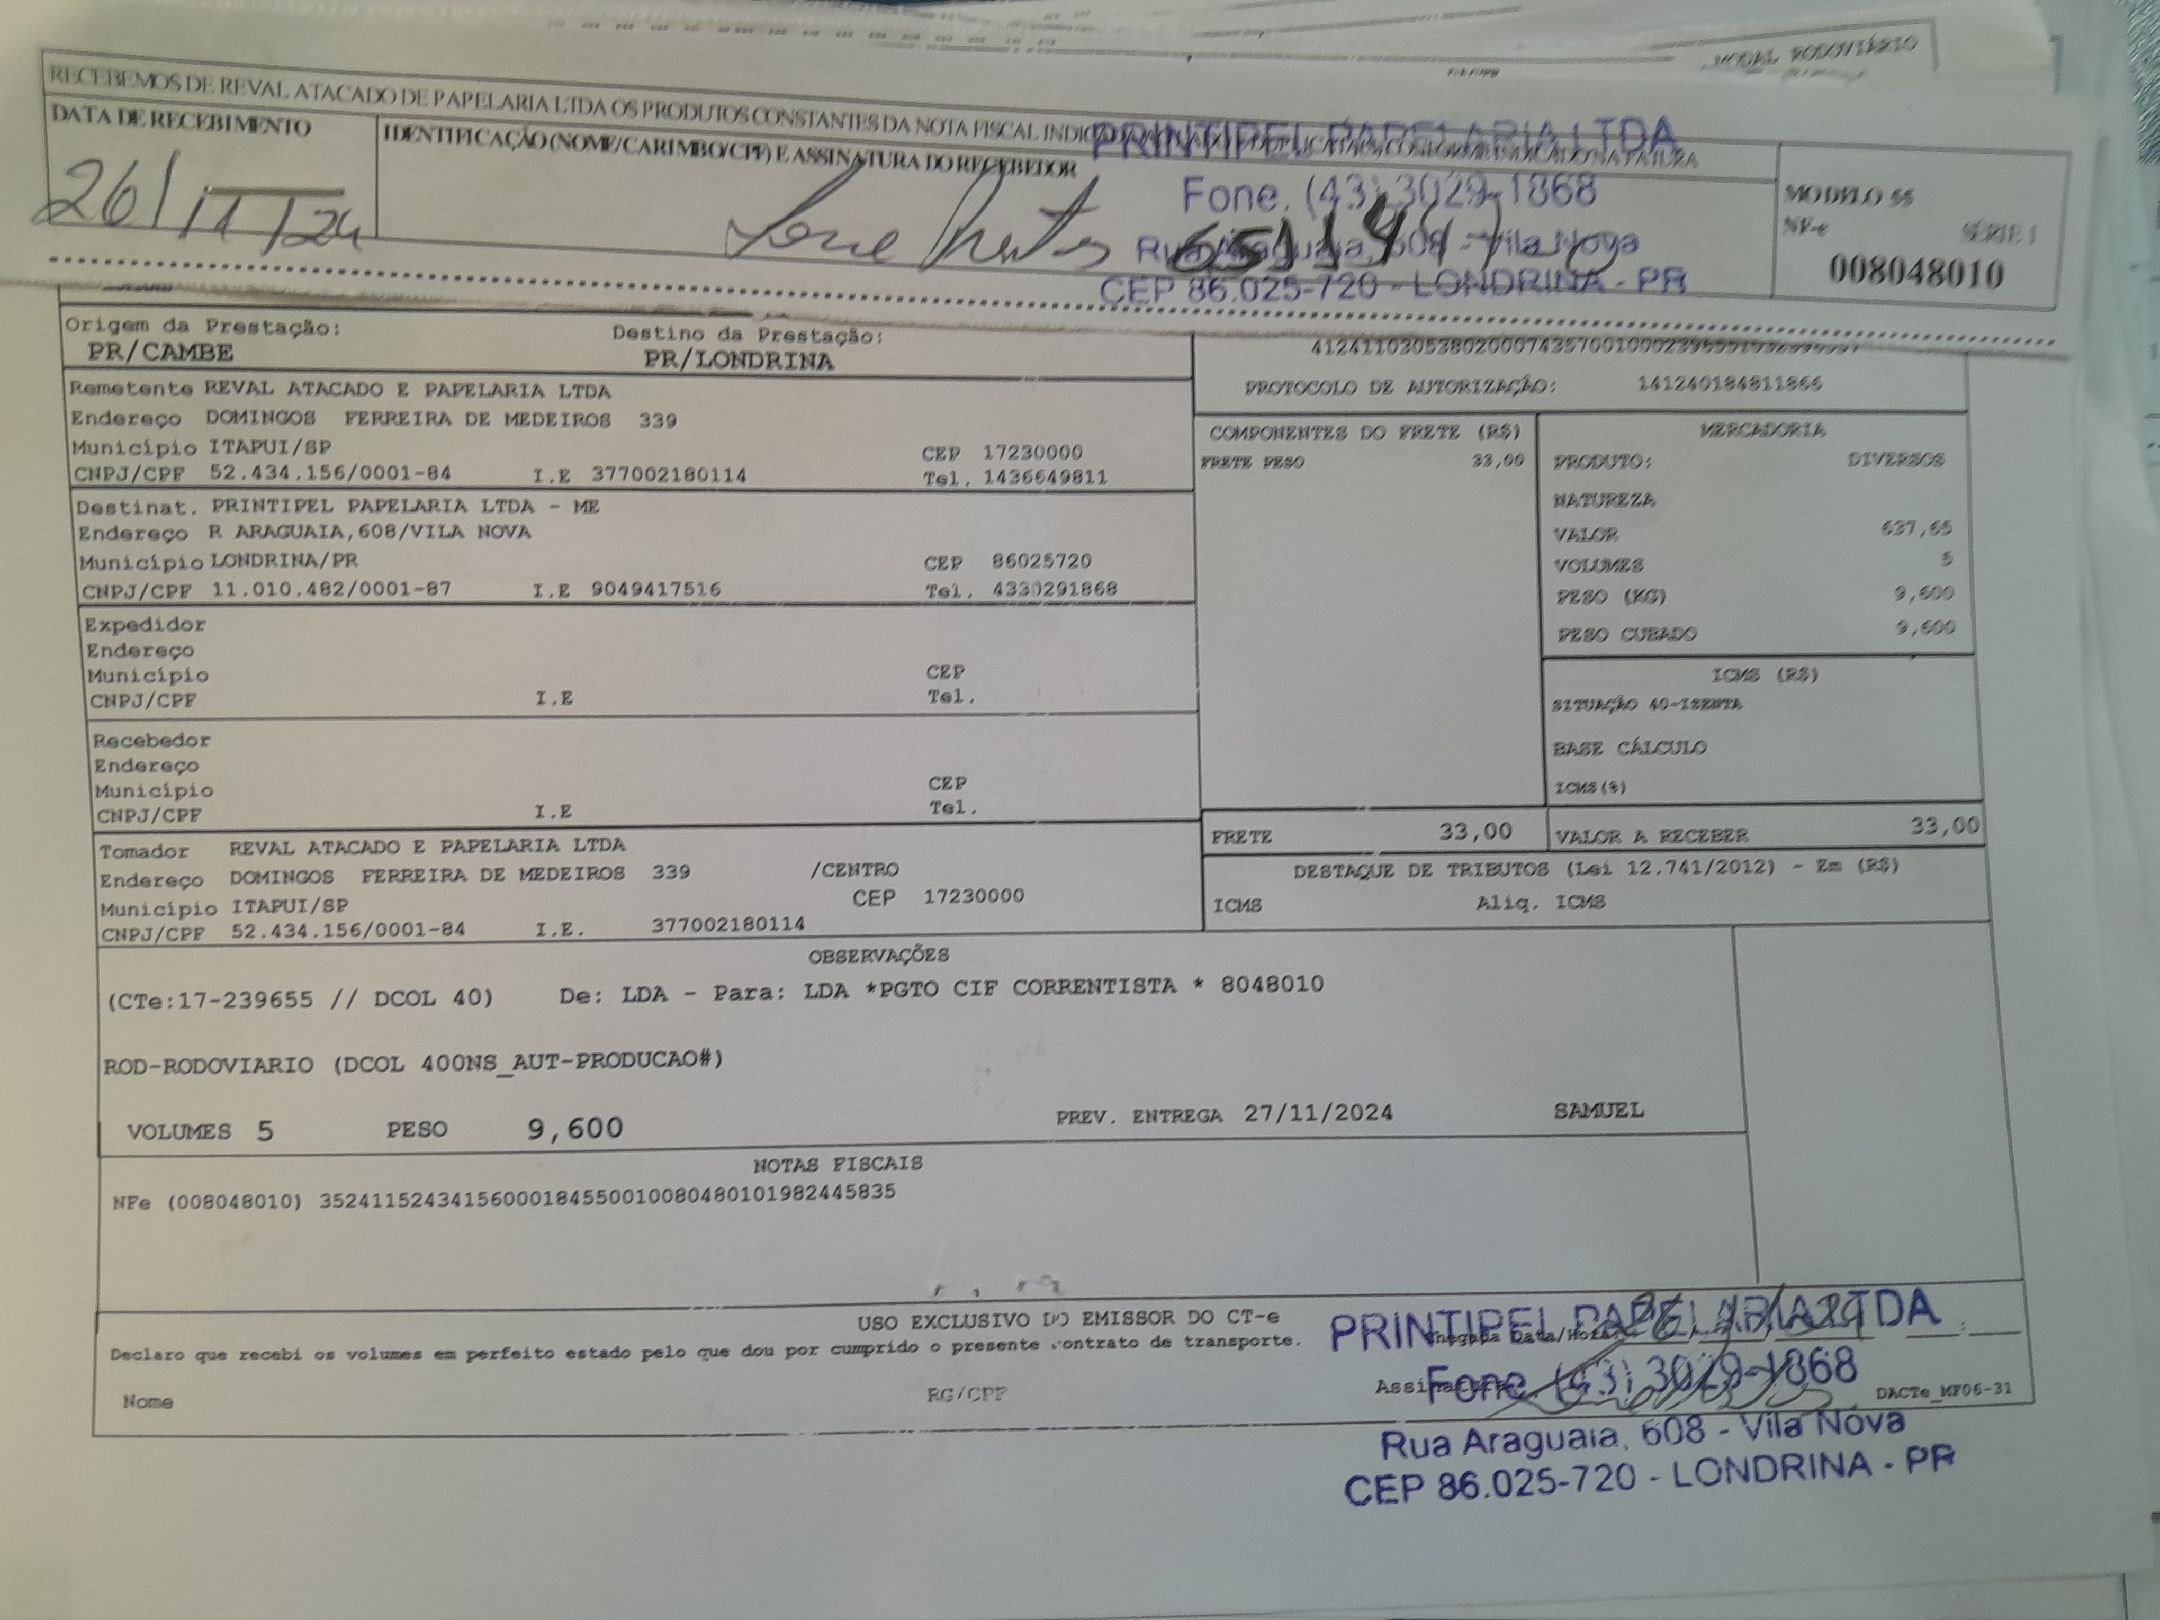 MODAL RODOVIÁRIO
RECEBEMOS DE REVAL ATACADO DE PAPELARIA LTDA OS PRODUTOS CONSTANTES DA NOTA FISCAL
DATA DE RECEBIMENTO
IDENTIFICAÇÃO (NOME/CARIMBO/CPF) E ASSINATURA DO RECEBEDOR
26/11/24
PRINTIPEL PAPELARIA LTDA
Fone. (43) 3029-1868
Rua Araguaia, 608 - Vila Nova
CEP 86.025-720 - LONDRINA - PR
MODELO 55
NF-e SÉRIE 1
008048010
Origem da Prestação: Destino da Prestação:
PR/CAMBE PR/LONDRINA
PROTOCOLO DE AUTORIZAÇÃO: 141240184811866
Remetente REVAL ATACADO E PAPELARIA LTDA
Endereço DOMINGOS FERREIRA DE MEDEIROS 339
Município ITAPUI/SP CEP 17230000
CNPJ/CPF 52.434.156/0001-84 I.E 377002180114 Tel. 1436649811
Destinat. PRINTIPEL PAPELARIA LTDA - ME
Endereço R ARAGUAIA,608/VILA NOVA
Município LONDRINA/PR CEP 86025720
CNPJ/CPF 11.010.482/0001-87 I.E 9049417516 Tel. 4330291868
Expedidor
Endereço
Município CEP
CNPJ/CPF I.E Tel.
Recebedor
Endereço
Município CEP
CNPJ/CPF I.E Tel.
Tomador REVAL ATACADO E PAPELARIA LTDA
Endereço DOMINGOS FERREIRA DE MEDEIROS 339 /CENTRO
Município ITAPUI/SP CEP 17230000
CNPJ/CPF 52.434.156/0001-84 I.E. 377002180114
COMPONENTES DO FRETE (R$)
FRETE PESO 33,00
MERCADORIA
PRODUTO: DIVERSOS
NATUREZA
VALOR 637,65
VOLUMES 5
PESO (KG) 9,600
PESO CUBADO 9,600
ICMS (R$)
SITUAÇÃO 40-ISENTA
BASE CÁLCULO
ICMS(%)
FRETE 33,00 VALOR A RECEBER 33,00
DESTAQUE DE TRIBUTOS (Lei 12.741/2012) - Em (R$)
ICMS Aliq. ICMS
OBSERVAÇÕES
(CTe:17-239655 // DCOL 40) De: LDA - Para: LDA *PGTO CIF CORRENTISTA * 8048010
ROD-RODOVIARIO (DCOL 400NS_AUT-PRODUCAO#)
VOLUMES 5 PESO 9,600 PREV. ENTREGA 27/11/2024 SAMUEL
NOTAS FISCAIS
NFe (008048010) 35241152434156000184550010080480101982445835
USO EXCLUSIVO DO EMISSOR DO CT-e
Declaro que recebi os volumes em perfeito estado pelo que dou por cumprido o presente contrato de transporte.
Nome RG/CPF
DACTe_MF06-31
PRINTIPEL PAPELARIA LTDA
Fone. (43) 3029-1868
Rua Araguaia, 608 - Vila Nova
CEP 86.025-720 - LONDRINA - PR